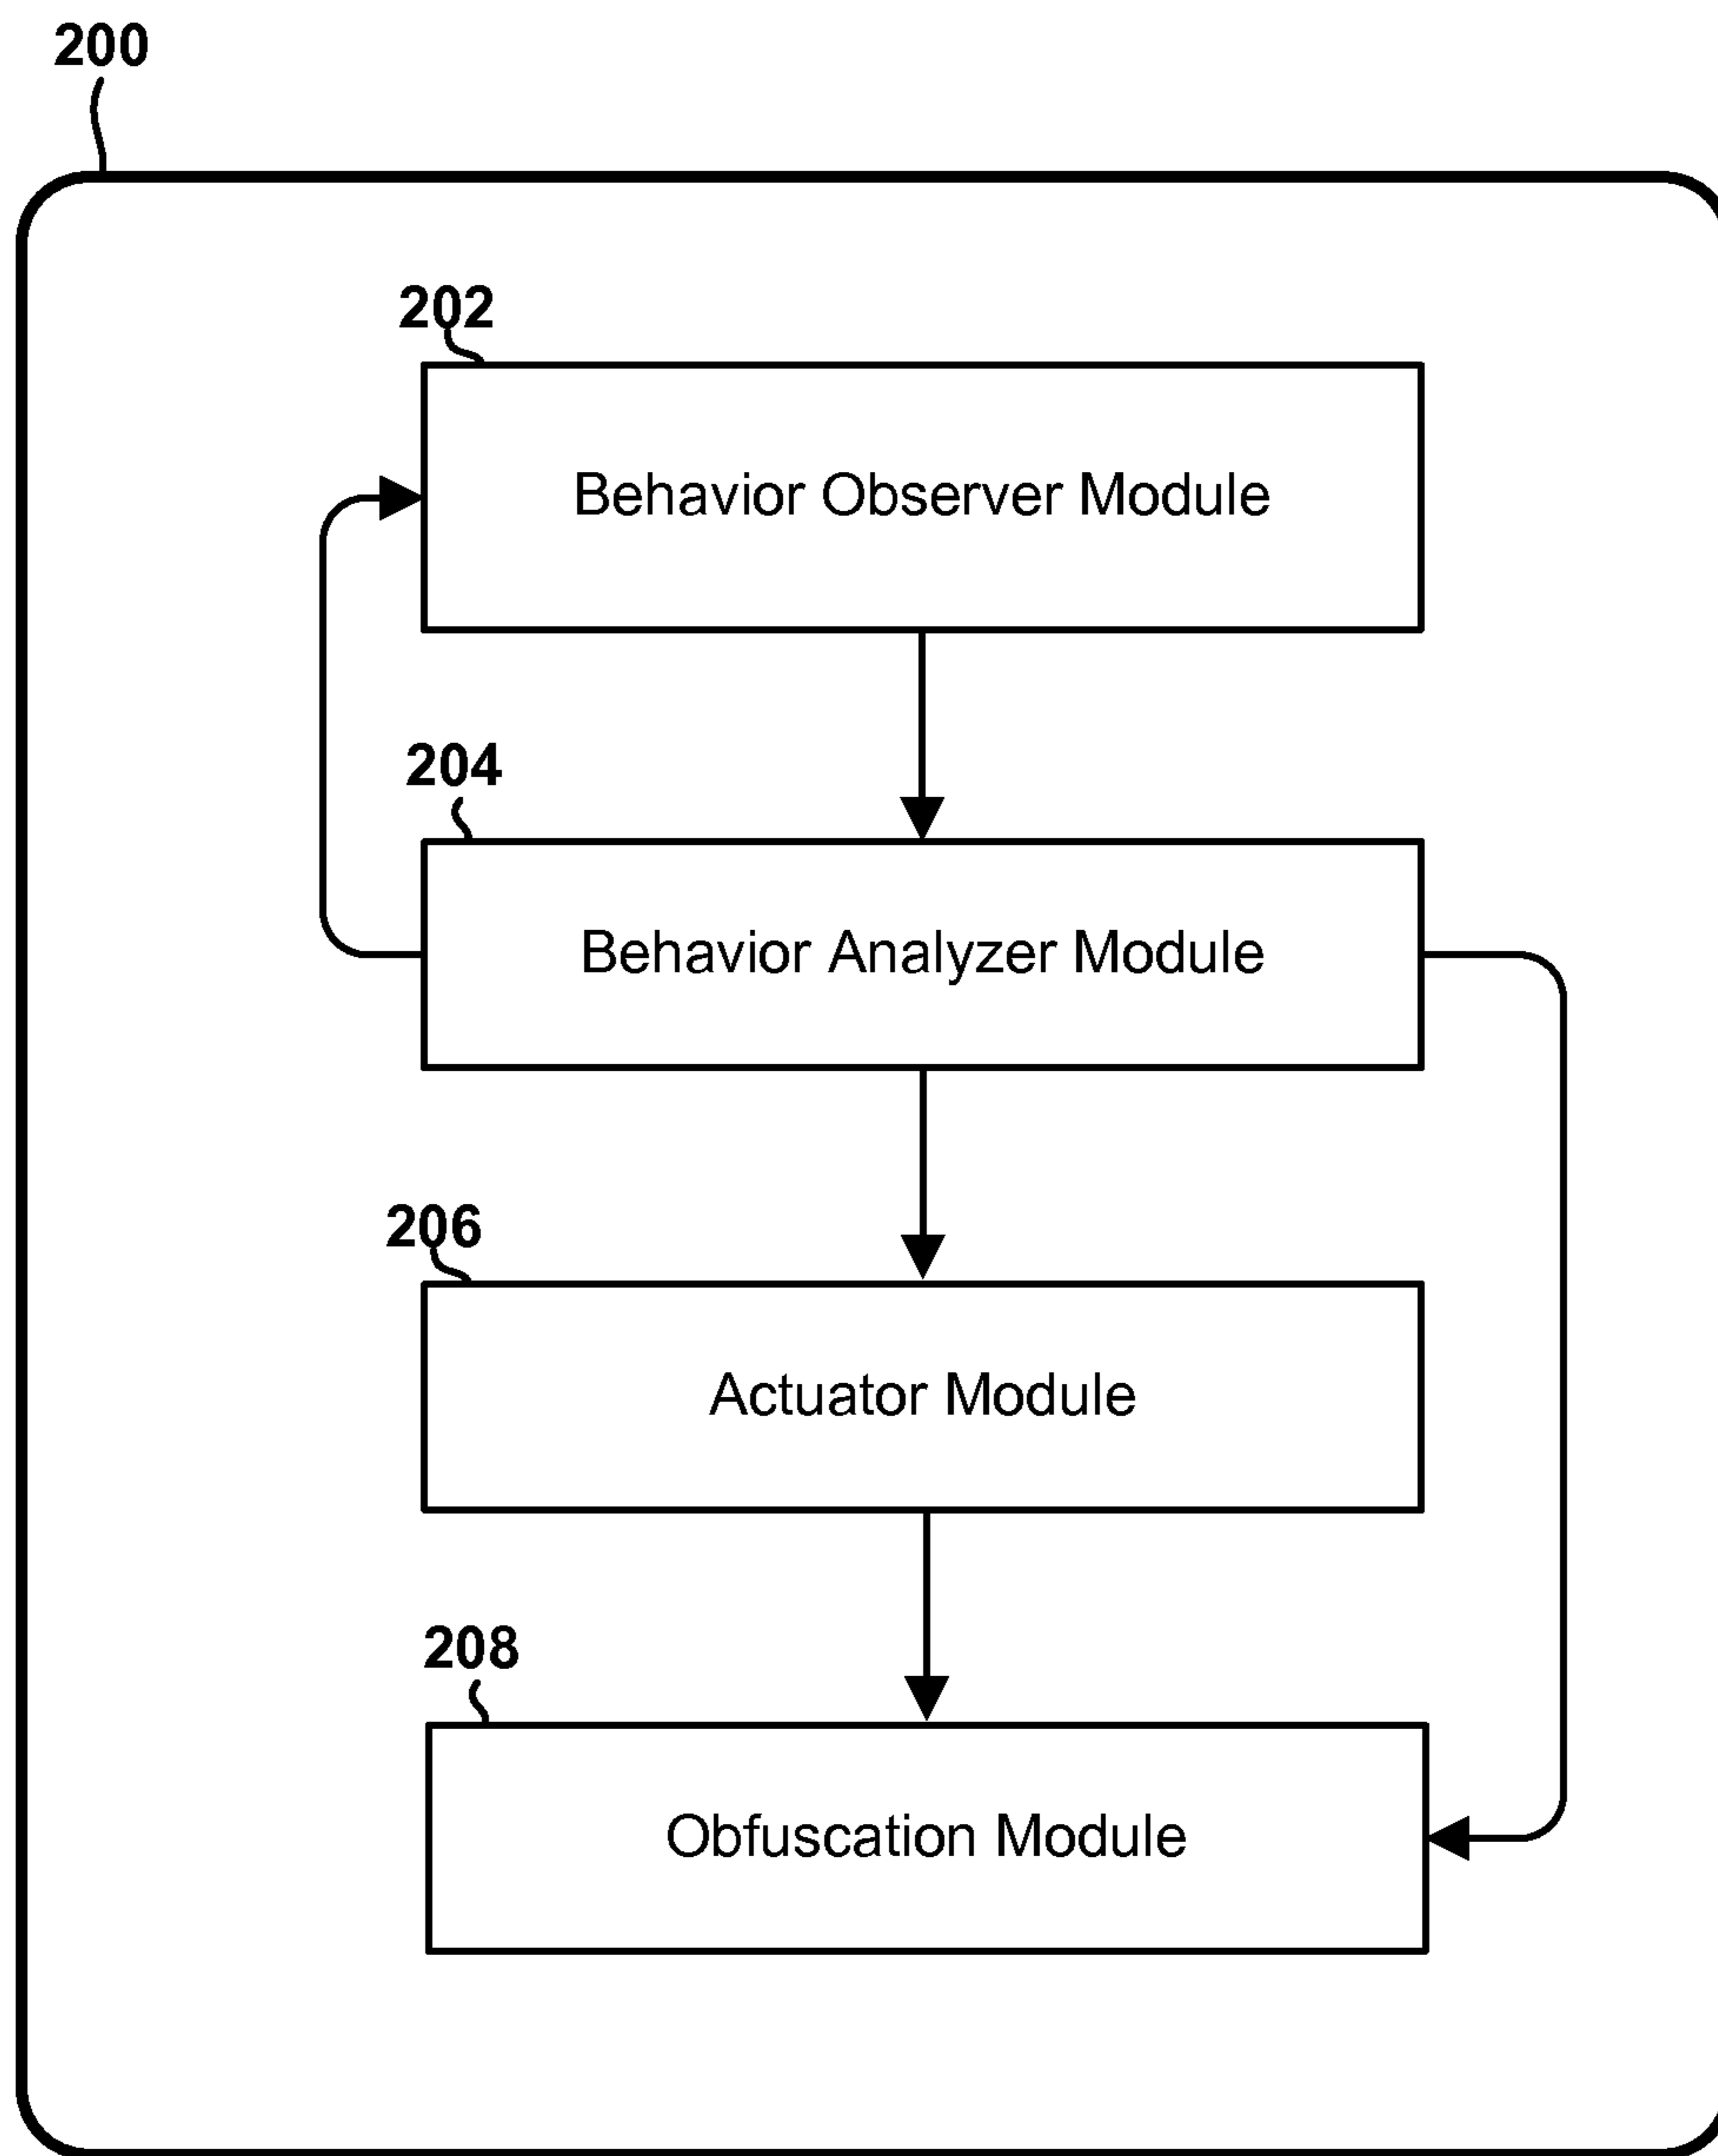 200
202
Behavior Observer Module
204
Behavior Analyzer Module
206
Actuator Module
208
Obfuscation Module